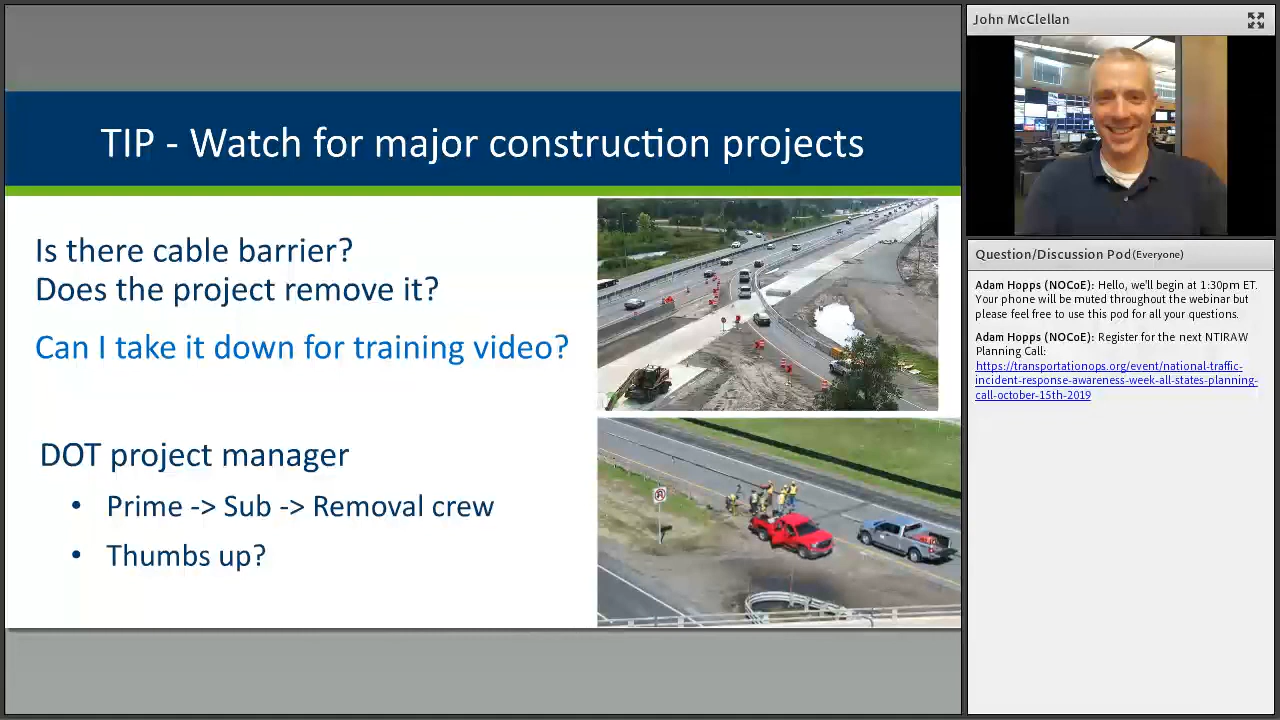 TIP - Watch for major construction projects
Is there cable barrier?
Does the project remove it?
Can I take it down for training video?
DOT project manager
• Prime -> Sub -> Removal crew
• Thumbs up?
John McClellan
Question/Discussion Pod(Everyone)
Adam Hopps (NOCoE): Hello, we'll begin at 1:30pm ET.
Your phone will be muted throughout the webinar but
please feel free to use this pod for all your questions.
Adam Hopps (NOCoE): Register for the next NTIRAW
Planning Call:
https://transportationops.org/event/national-traffic-
incident-response-awareness-week-all-states-planning-
call-october-15th-2019